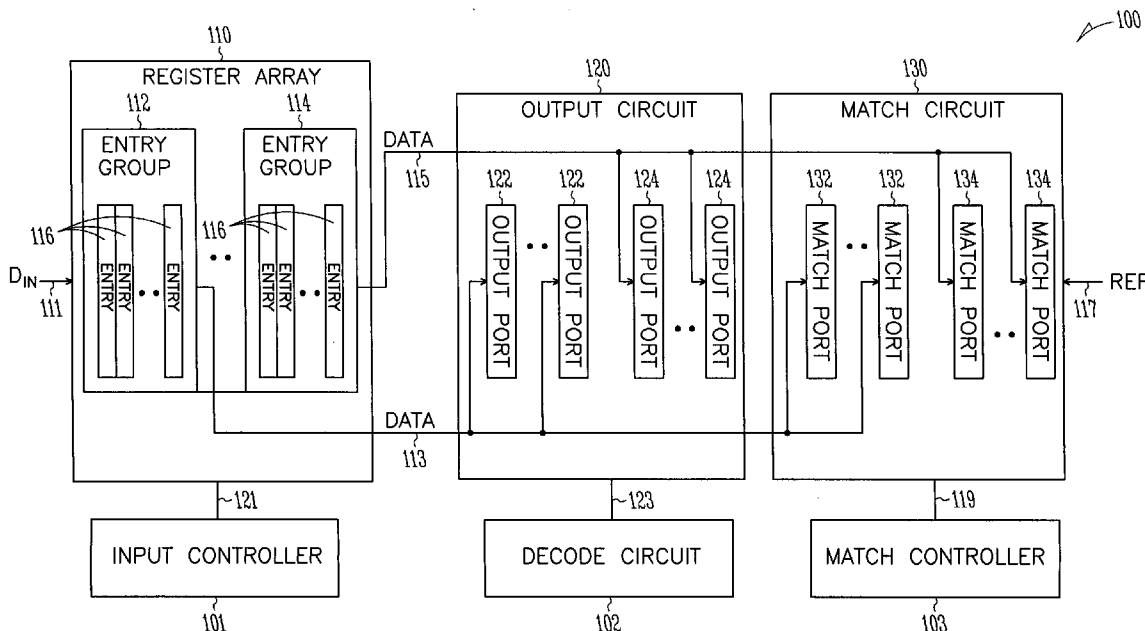 100
110
REGISTER ARRAY
112
ENTRY GROUP
114
ENTRY GROUP
116
ENTRY
ENTRY
ENTRY
116
ENTRY
ENTRY
ENTRY
DIN
111
DATA
115
DATA
113
120
OUTPUT CIRCUIT
122
OUTPUT PORT
122
OUTPUT PORT
124
OUTPUT PORT
124
OUTPUT PORT
130
MATCH CIRCUIT
132
MATCH PORT
132
MATCH PORT
134
MATCH PORT
134
MATCH PORT
REF
117
121
INPUT CONTROLLER
101
123
DECODE CIRCUIT
102
119
MATCH CONTROLLER
103